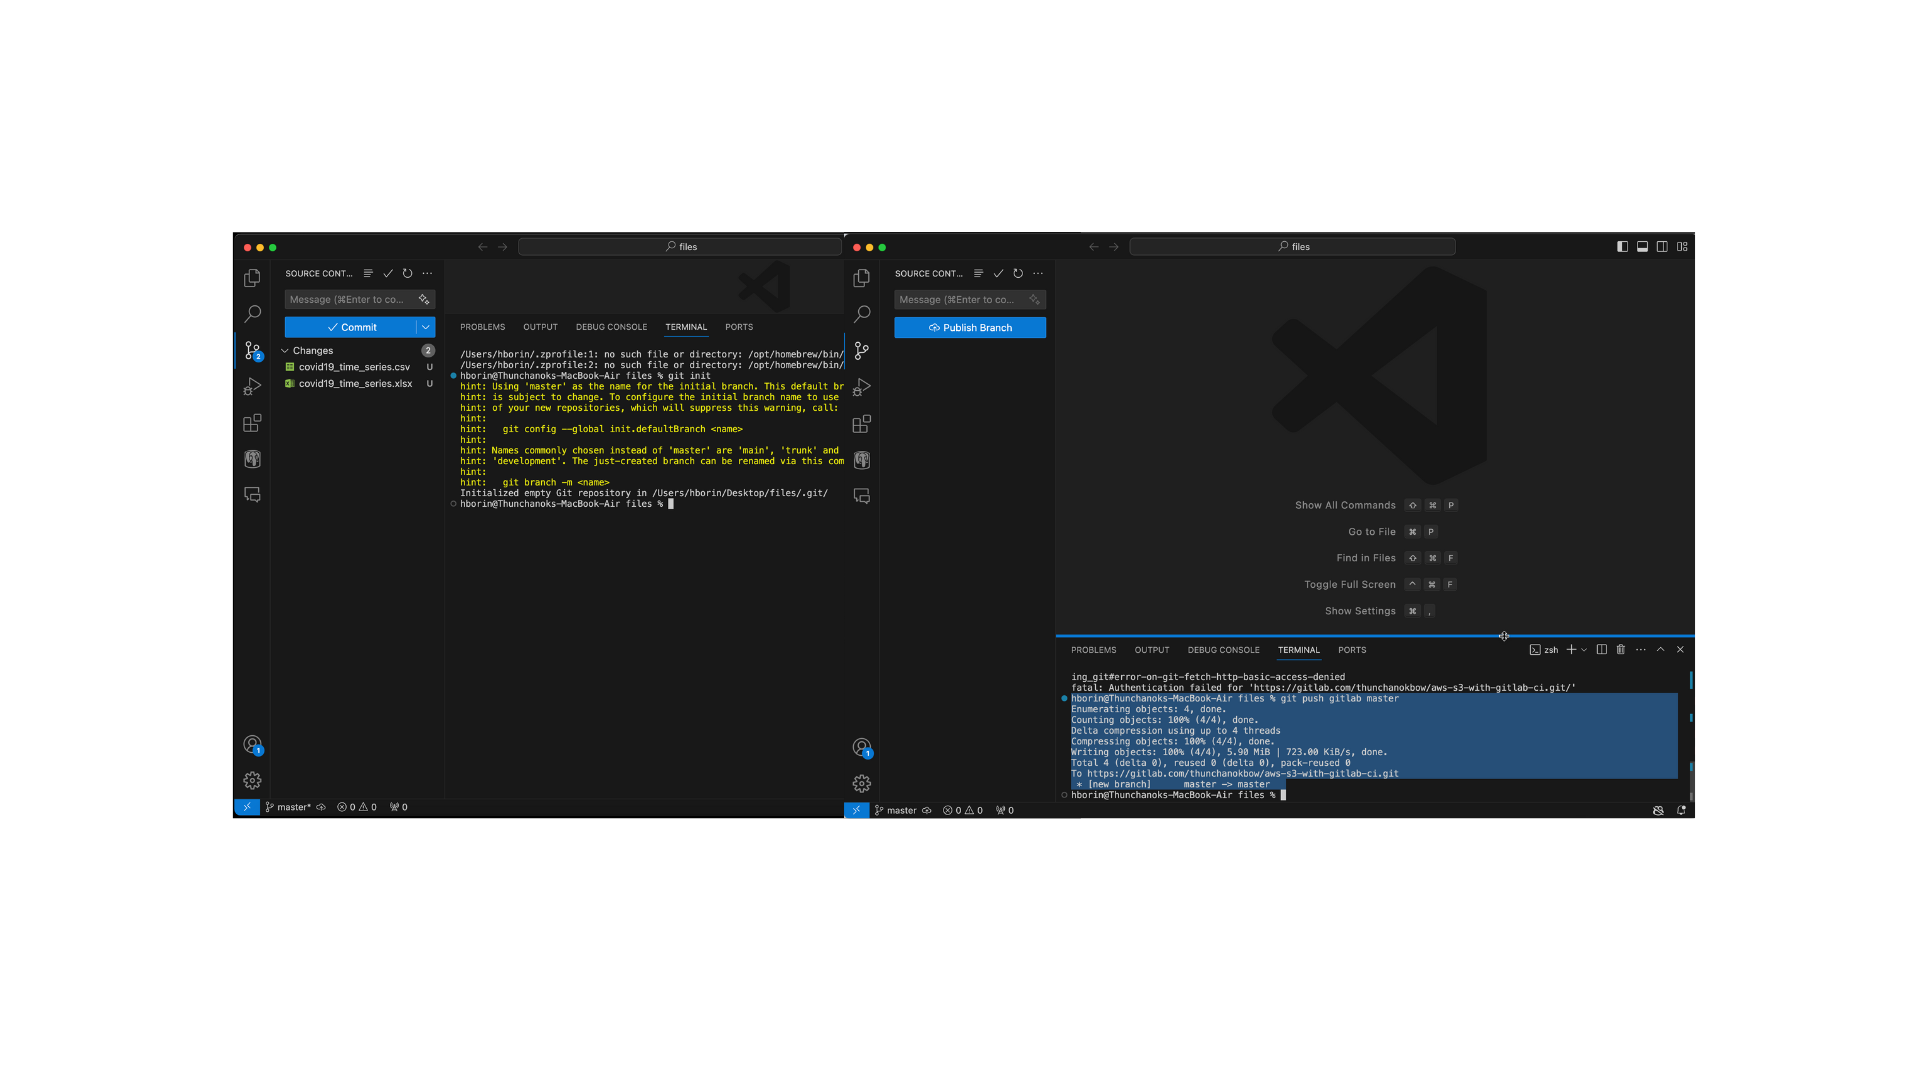 files
SOURCE CONT...
Message (⌘Enter to co...
Commit
Changes 2
covid19_time_series.csv U
covid19_time_series.xlsx U
2
1
master* 0 0 0
PROBLEMS OUTPUT DEBUG CONSOLE TERMINAL PORTS
/Users/hborin/.zprofile:1: no such file or directory: /opt/homebrew/bin/
/Users/hborin/.zprofile:2: no such file or directory: /opt/homebrew/bin/
hborin@Thunchanoks-MacBook-Air files % git init
hint: Using 'master' as the name for the initial branch. This default br
hint: is subject to change. To configure the initial branch name to use
hint: of your new repositories, which will suppress this warning, call:
hint:
hint: git config --global init.defaultBranch <name>
hint:
hint: Names commonly chosen instead of 'master' are 'main', 'trunk' and
hint: 'development'. The just-created branch can be renamed via this com
hint:
hint: git branch -m <name>
Initialized empty Git repository in /Users/hborin/Desktop/files/.git/
hborin@Thunchanoks-MacBook-Air files %
files
SOURCE CONT...
Message (⌘Enter to co...
Publish Branch
1
master 0 0 0
Show All Commands ⇧ ⌘ P
Go to File ⌘ P
Find in Files ⇧ ⌘ F
Toggle Full Screen ^ ⌘ F
Show Settings ⌘ ,
PROBLEMS OUTPUT DEBUG CONSOLE TERMINAL PORTS zsh
ing_git#error-on-git-fetch-http-basic-access-denied
fatal: Authentication failed for 'https://gitlab.com/thunchanokbow/aws-s3-with-gitlab-ci.git/'
hborin@Thunchanoks-MacBook-Air files % git push gitlab master
Enumerating objects: 4, done.
Counting objects: 100% (4/4), done.
Delta compression using up to 4 threads
Compressing objects: 100% (4/4), done.
Writing objects: 100% (4/4), 5.90 MiB | 723.00 KiB/s, done.
Total 4 (delta 0), reused 0 (delta 0), pack-reused 0
To https://gitlab.com/thunchanokbow/aws-s3-with-gitlab-ci.git
* [new branch] master -> master
hborin@Thunchanoks-MacBook-Air files %